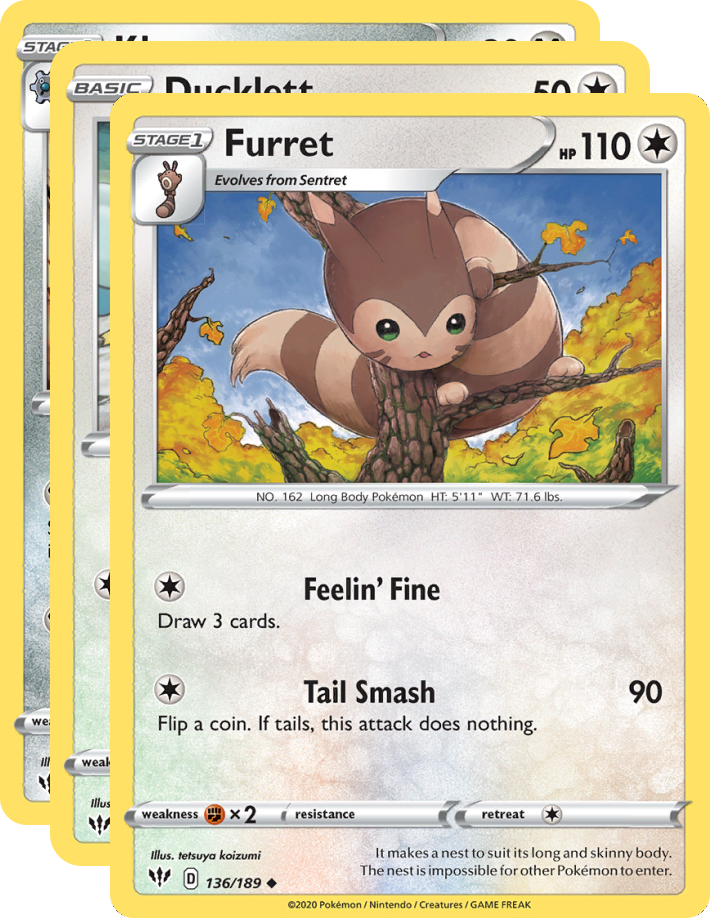 STAGE
BASIC
Ducklett
50
STAGE 1
Furret
HP 110
Evolves from Sentret
NO. 162 Long Body Pokémon HT: 5'11" WT: 71.6 lbs.
Feelin' Fine
Draw 3 cards.
Tail Smash 90
Flip a coin. If tails, this attack does nothing.
weakness ×2 resistance retreat
Illus. tetsuya koizumi
It makes a nest to suit its long and skinny body.
The nest is impossible for other Pokémon to enter.
D 136/189
©2020 Pokémon / Nintendo / Creatures / GAME FREAK